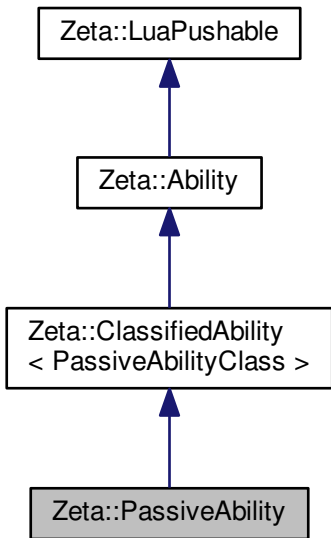 Zeta::LuaPushable
Zeta::Ability
Zeta::ClassifiedAbility
< PassiveAbilityClass >
Zeta::PassiveAbility